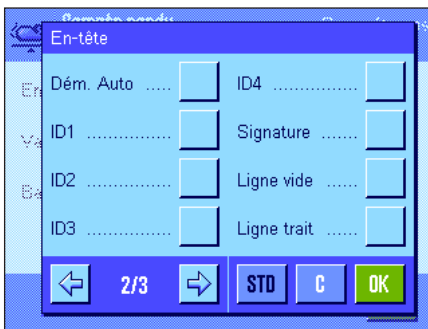 En-tête
Dém. Auto .....
ID1 ...............
ID2 ...............
ID3 ...............
ID4 ...............
Signature .......
Ligne vide ......
Ligne trait ......
2/3
STD
C
OK